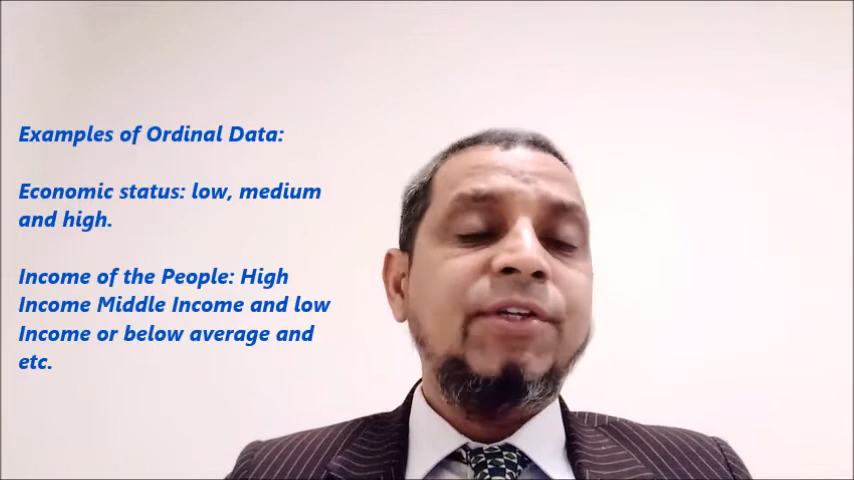 Examples of Ordinal Data:
Economic status: low, medium
and high.
Income of the People: High
Income Middle Income and low
Income or below average and
etc.